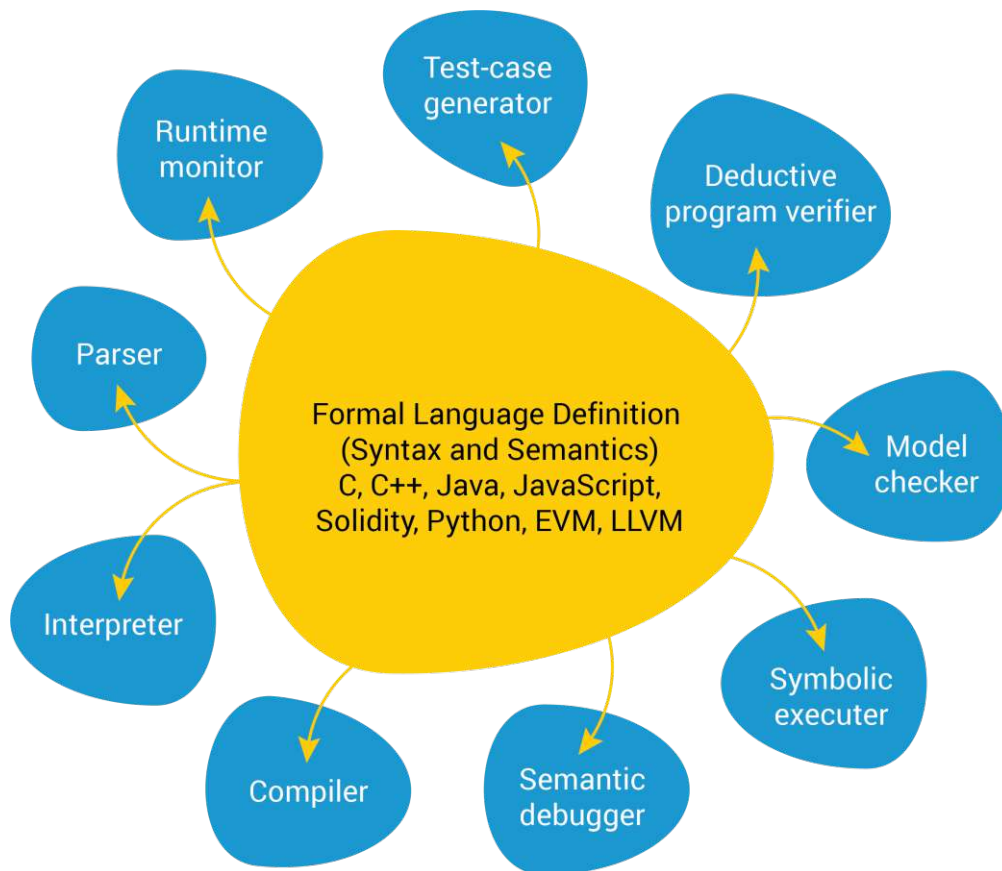 Test-case
generator
Runtime
monitor
Deductive
program verifier
Parser
Formal Language Definition
(Syntax and Semantics)
C, C++, Java, JavaScript,
Solidity, Python, EVM, LLVM
Model
checker
Interpreter
Symbolic
executer
Compiler
Semantic
debugger